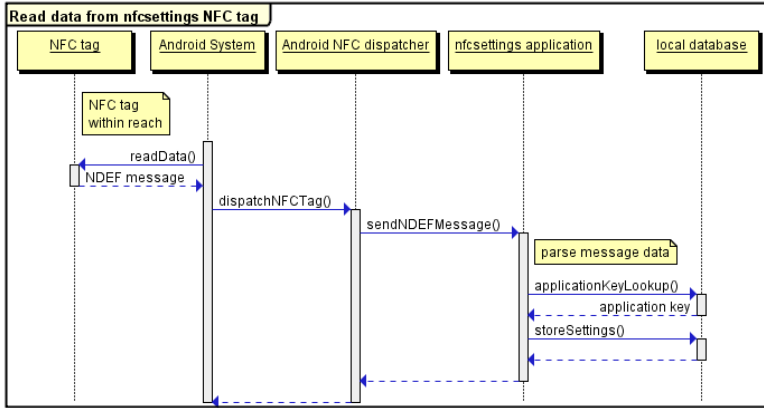 Read data from nfcsettings NFC tag
NFC tag
Android System
Android NFC dispatcher
nfcsettings application
local database
NFC tag
within reach
readData()
NDEF message
dispatchNFCTag()
sendNDEFMessage()
parse message data
applicationKeyLookup()
application key
storeSettings()